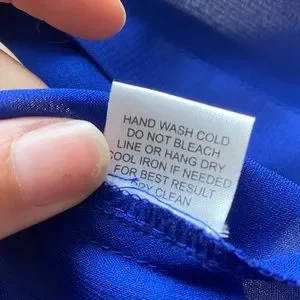 HAND WASH COLD
DO NOT BLEACH
LINE OR HANG DRY
COOL IRON IF NEEDED
FOR BEST RESULT
DRY CLEAN